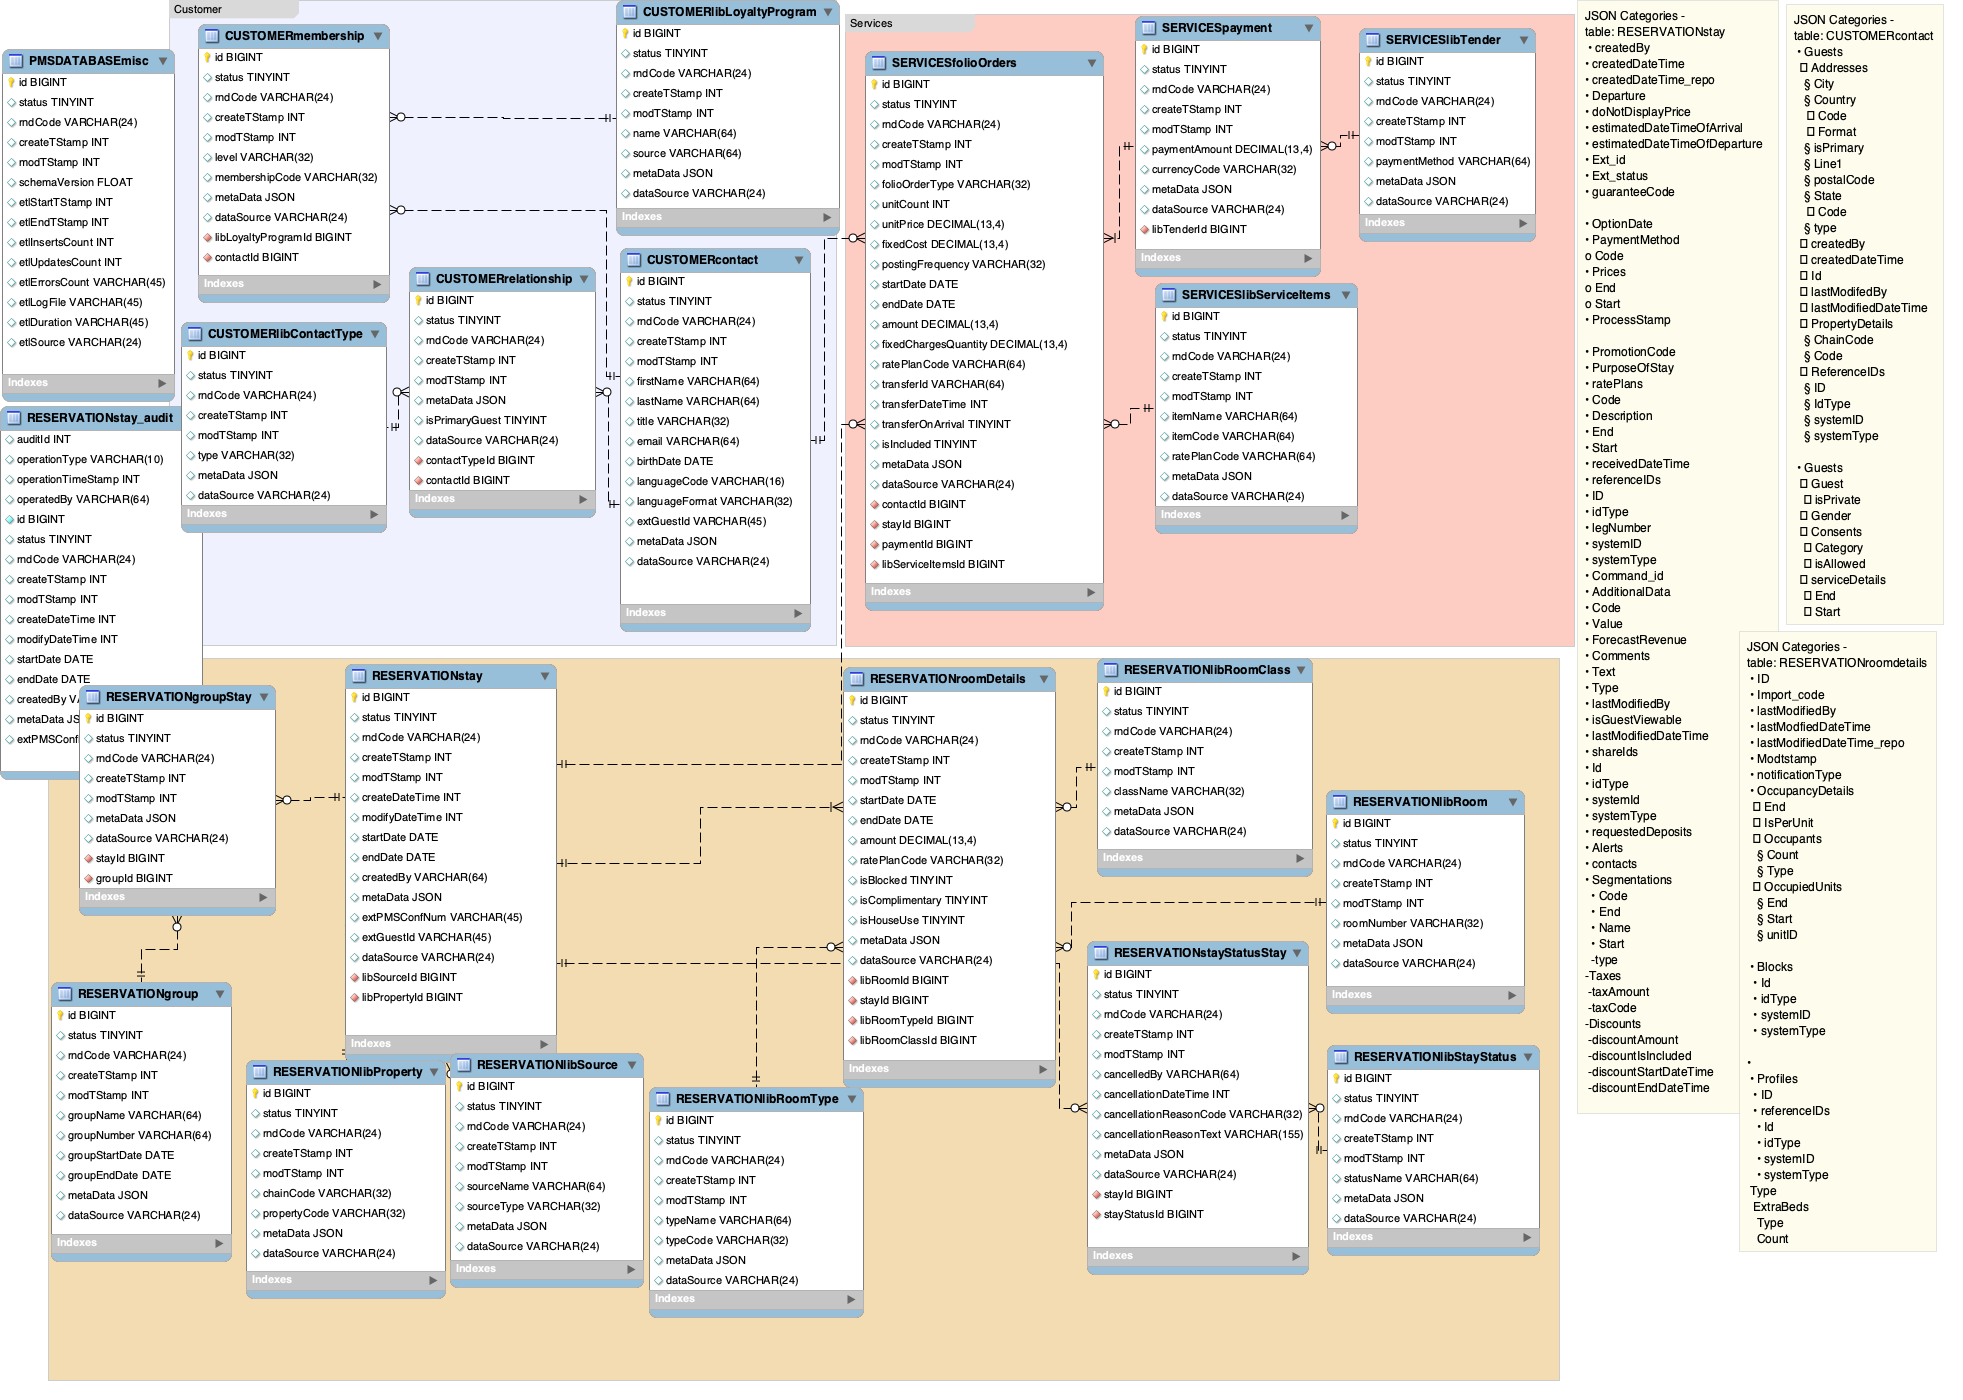 Customer
PMSDATABASEmisc
id BIGINT
status TINYINT
rndCode VARCHAR(24)
createTStamp INT
modTStamp INT
schemaVersion FLOAT
etlStartTStamp INT
etlEndTStamp INT
etlInsertsCount INT
etlUpdatesCount INT
etlErrorsCount VARCHAR(45)
etlLogFile VARCHAR(45)
etlDuration VARCHAR(45)
etlSource VARCHAR(24)
Indexes
CUSTOMERmembership
id BIGINT
status TINYINT
rndCode VARCHAR(24)
createTStamp INT
modTStamp INT
level VARCHAR(32)
membershipCode VARCHAR(32)
metaData JSON
dataSource VARCHAR(24)
libLoyaltyProgramId BIGINT
contactId BIGINT
Indexes
CUSTOMERlibLoyaltyProgram
id BIGINT
status TINYINT
rndCode VARCHAR(24)
createTStamp INT
modTStamp INT
name VARCHAR(64)
source VARCHAR(64)
metaData JSON
dataSource VARCHAR(24)
Indexes
CUSTOMERlibContactType
id BIGINT
status TINYINT
rndCode VARCHAR(24)
createTStamp INT
modTStamp INT
type VARCHAR(32)
metaData JSON
dataSource VARCHAR(24)
Indexes
CUSTOMERrelationship
id BIGINT
status TINYINT
rndCode VARCHAR(24)
createTStamp INT
modTStamp INT
metaData JSON
isPrimaryGuest TINYINT
dataSource VARCHAR(24)
contactTypeId BIGINT
contactId BIGINT
Indexes
CUSTOMERcontact
id BIGINT
status TINYINT
rndCode VARCHAR(24)
createTStamp INT
modTStamp INT
firstName VARCHAR(64)
lastName VARCHAR(64)
title VARCHAR(32)
email VARCHAR(64)
birthDate DATE
languageCode VARCHAR(16)
languageFormat VARCHAR(32)
extGuestId VARCHAR(45)
metaData JSON
dataSource VARCHAR(24)
Indexes
Services
SERVICESfolioOrders
id BIGINT
status TINYINT
rndCode VARCHAR(24)
createTStamp INT
modTStamp INT
folioOrderType VARCHAR(32)
unitCount INT
unitPrice DECIMAL(13,4)
fixedCost DECIMAL(13,4)
postingFrequency VARCHAR(32)
startDate DATE
endDate DATE
amount DECIMAL(13,4)
fixedChargesQuantity DECIMAL(13,4)
ratePlanCode VARCHAR(64)
transferId VARCHAR(64)
transferDateTime INT
transferOnArrival TINYINT
isIncluded TINYINT
metaData JSON
dataSource VARCHAR(24)
contactId BIGINT
stayId BIGINT
paymentId BIGINT
libServiceItemsId BIGINT
Indexes
SERVICESpayment
id BIGINT
status TINYINT
rndCode VARCHAR(24)
createTStamp INT
modTStamp INT
paymentAmount DECIMAL(13,4)
currencyCode VARCHAR(32)
metaData JSON
dataSource VARCHAR(24)
libTenderId BIGINT
Indexes
SERVICESlibTender
id BIGINT
status TINYINT
rndCode VARCHAR(24)
createTStamp INT
modTStamp INT
paymentMethod VARCHAR(64)
metaData JSON
dataSource VARCHAR(24)
Indexes
SERVICESlibServiceItems
id BIGINT
status TINYINT
rndCode VARCHAR(24)
createTStamp INT
modTStamp INT
itemName VARCHAR(64)
itemCode VARCHAR(64)
ratePlanCode VARCHAR(64)
metaData JSON
dataSource VARCHAR(24)
Indexes
RESERVATIONstay_audit
auditId INT
operationType VARCHAR(10)
operationTimeStamp INT
operatedBy VARCHAR(64)
id BIGINT
status TINYINT
rndCode VARCHAR(24)
createTStamp INT
modTStamp INT
createDateTime INT
modifyDateTime INT
startDate DATE
endDate DATE
createdBy VA
metaData JS
extPMSConf
RESERVATIONgroupStay
id BIGINT
status TINYINT
rndCode VARCHAR(24)
createTStamp INT
modTStamp INT
metaData JSON
dataSource VARCHAR(24)
stayId BIGINT
groupId BIGINT
Indexes
RESERVATIONgroup
id BIGINT
status TINYINT
rndCode VARCHAR(24)
createTStamp INT
modTStamp INT
groupName VARCHAR(64)
groupNumber VARCHAR(64)
groupStartDate DATE
groupEndDate DATE
metaData JSON
dataSource VARCHAR(24)
Indexes
RESERVATIONstay
id BIGINT
status TINYINT
rndCode VARCHAR(24)
createTStamp INT
modTStamp INT
createDateTime INT
modifyDateTime INT
startDate DATE
endDate DATE
createdBy VARCHAR(64)
metaData JSON
extPMSConfNum VARCHAR(45)
extGuestId VARCHAR(45)
dataSource VARCHAR(24)
libSourceId BIGINT
libPropertyId BIGINT
Indexes
RESERVATIONlibProperty
id BIGINT
status TINYINT
rndCode VARCHAR(24)
createTStamp INT
modTStamp INT
chainCode VARCHAR(32)
propertyCode VARCHAR(32)
metaData JSON
dataSource VARCHAR(24)
Indexes
RESERVATIONlibSource
id BIGINT
status TINYINT
rndCode VARCHAR(24)
createTStamp INT
modTStamp INT
sourceName VARCHAR(64)
sourceType VARCHAR(32)
metaData JSON
dataSource VARCHAR(24)
Indexes
RESERVATIONlibRoomType
id BIGINT
status TINYINT
rndCode VARCHAR(24)
createTStamp INT
modTStamp INT
typeName VARCHAR(64)
typeCode VARCHAR(32)
metaData JSON
dataSource VARCHAR(24)
Indexes
RESERVATIONroomDetails
id BIGINT
status TINYINT
rndCode VARCHAR(24)
createTStamp INT
modTStamp INT
startDate DATE
endDate DATE
amount DECIMAL(13,4)
ratePlanCode VARCHAR(32)
isBlocked TINYINT
isComplimentary TINYINT
isHouseUse TINYINT
metaData JSON
dataSource VARCHAR(24)
libRoomId BIGINT
stayId BIGINT
libRoomTypeId BIGINT
libRoomClassId BIGINT
Indexes
RESERVATIONlibRoomClass
id BIGINT
status TINYINT
rndCode VARCHAR(24)
createTStamp INT
modTStamp INT
className VARCHAR(32)
metaData JSON
dataSource VARCHAR(24)
Indexes
RESERVATIONlibRoom
id BIGINT
status TINYINT
rndCode VARCHAR(24)
createTStamp INT
modTStamp INT
roomNumber VARCHAR(32)
metaData JSON
dataSource VARCHAR(24)
Indexes
RESERVATIONstayStatusStay
id BIGINT
status TINYINT
rndCode VARCHAR(24)
createTStamp INT
modTStamp INT
cancelledBy VARCHAR(64)
cancellationDateTime INT
cancellationReasonCode VARCHAR(32)
cancellationReasonText VARCHAR(155)
metaData JSON
dataSource VARCHAR(24)
stayId BIGINT
stayStatusId BIGINT
Indexes
RESERVATIONlibStayStatus
id BIGINT
status TINYINT
rndCode VARCHAR(24)
createTStamp INT
modTStamp INT
statusName VARCHAR(64)
metaData JSON
dataSource VARCHAR(24)
Indexes
JSON Categories -
table: RESERVATIONstay
• createdBy
• createdDateTime
• createdDateTime_repo
• Departure
• doNotDisplayPrice
• estimatedDateTimeOfArrival
• estimatedDateTimeOfDeparture
• Ext_id
• Ext_status
• guaranteeCode
• OptionDate
• PaymentMethod
o Code
• Prices
o End
o Start
• ProcessStamp
• PromotionCode
• PurposeOfStay
• ratePlans
• Code
• Description
• End
• Start
• receivedDateTime
• referenceIDs
• ID
• idType
• legNumber
• systemID
• systemType
• Command_id
• AdditionalData
• Code
• Value
• ForecastRevenue
• Comments
• Text
• Type
• lastModifiedBy
• isGuestViewable
• lastModifiedDateTime
• shareIds
• Id
• idType
• systemId
• systemType
• requestedDeposits
• Alerts
• contacts
• Segmentations
• Code
• End
• Name
• Start
-type
-Taxes
-taxAmount
-taxCode
-Discounts
-discountAmount
-discountIsIncluded
-discountStartDateTime
-discountEndDateTime
JSON Categories -
table: CUSTOMERcontact
• Guests
□ Addresses
§ City
§ Country
□ Code
□ Format
§ isPrimary
§ Line1
§ postalCode
§ State
□ Code
§ type
□ createdBy
□ createdDateTime
□ Id
□ lastModifedBy
□ lastModifiedDateTime
□ PropertyDetails
□ ChainCode
□ Code
□ ReferenceIDs
§ ID
§ IdType
§ systemID
§ systemType
• Guests
□ Guest
□ isPrivate
□ Gender
□ Consents
□ Category
□ isAllowed
□ serviceDetails
□ End
□ Start
JSON Categories -
table: RESERVATIONroomdetails
• ID
• Import_code
• lastModifiedBy
• lastModfiedDateTime
• lastModifiedDateTime_repo
• Modtstamp
• notificationType
• OccupancyDetails
□ End
□ IsPerUnit
□ Occupants
§ Count
§ Type
□ OccupiedUnits
§ End
§ Start
§ unitID
• Blocks
• Id
• idType
• systemID
• systemType
•
• Profiles
• ID
• referenceIDs
• Id
• idType
• systemID
• systemType
Type
ExtraBeds
Type
Count